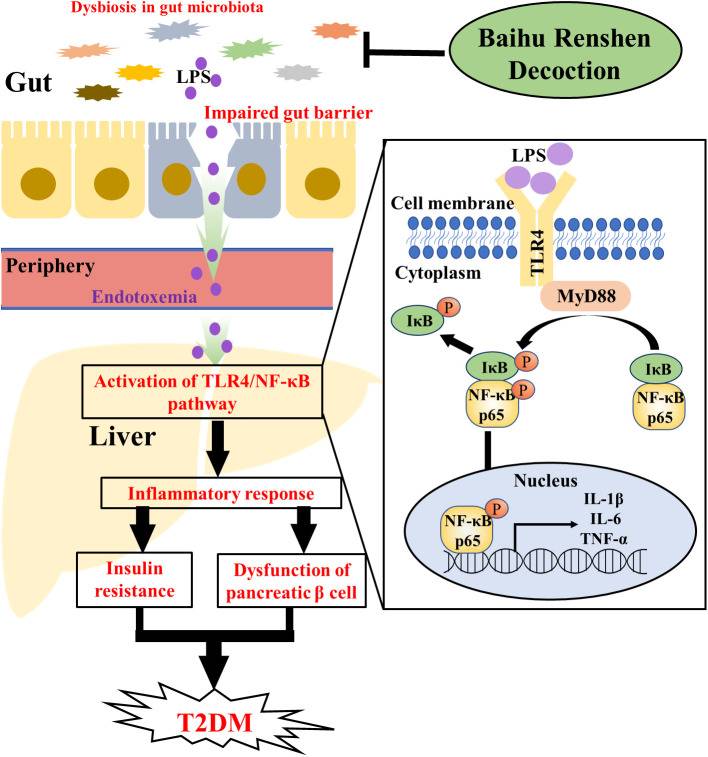 Dysbiosis in gut microbiota
Baihu Renshen
Decoction
Gut
LPS
Impaired gut barrier
Periphery
Endotoxemia
Activation of TLR4/NF-κB
pathway
Liver
Inflammatory response
Insulin
resistance
Dysfunction of
pancreatic β cell
T2DM
LPS
Cell membrane
TLR4
Cytoplasm
MyD88
P
IκB
IκB
P
NF-κB
P
p65
IκB
NF-κB
p65
Nucleus
P
NF-κB
p65
IL-1β
IL-6
TNF-α